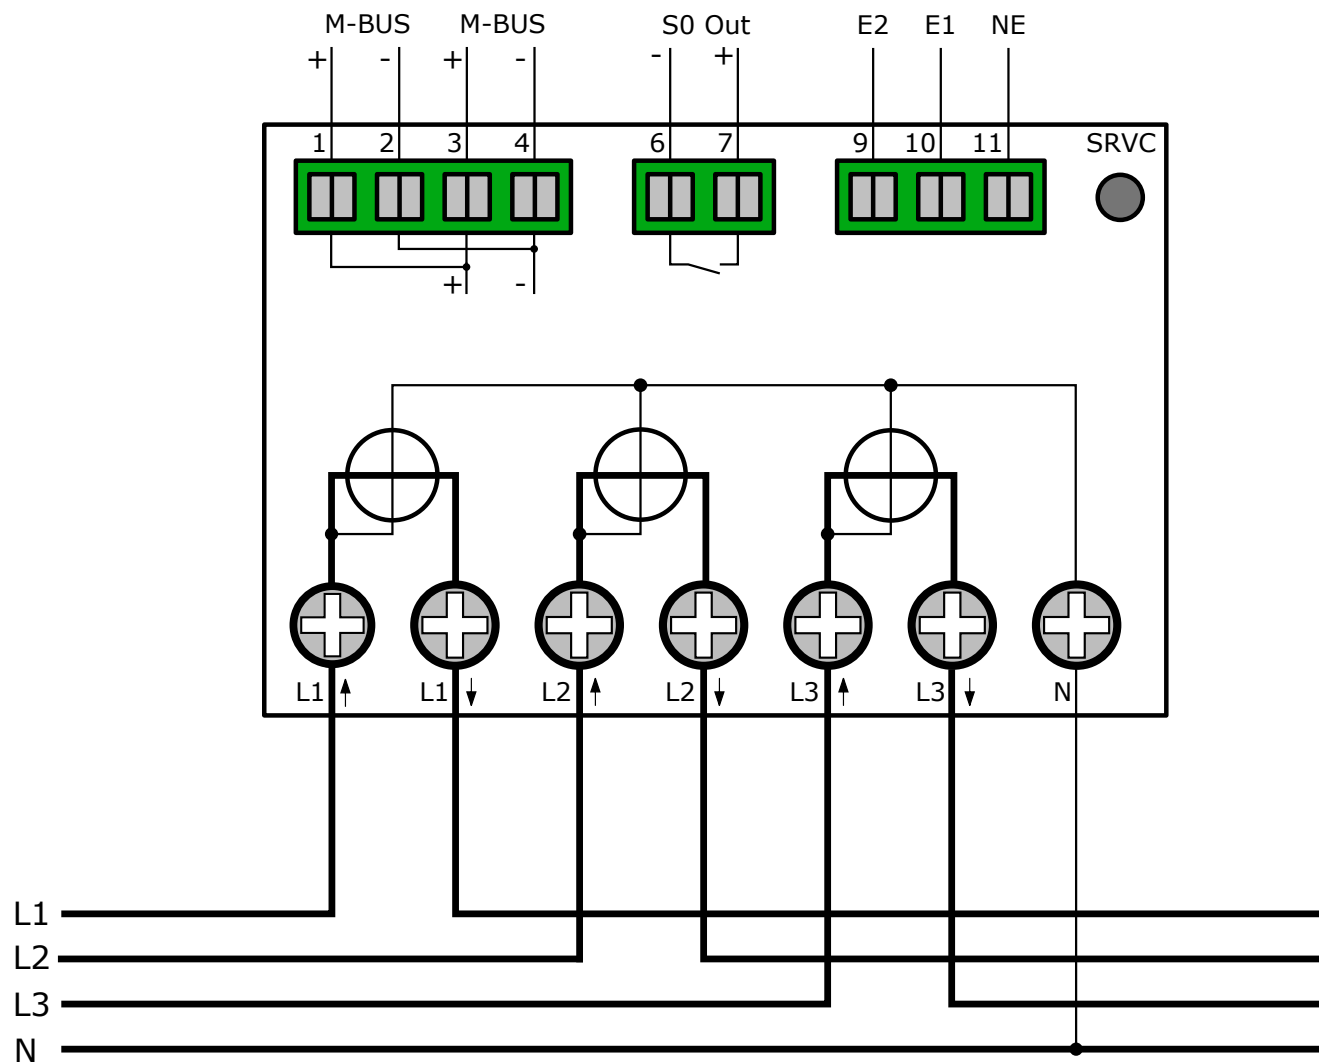 M-BUS M-BUS S0 Out E2 E1 NE
+ - + - - +
1 2 3 4 6 7 9 10 11 SRVC
+ -
L1 L1 L2 L2 L3 L3 N
L1
L2
L3
N